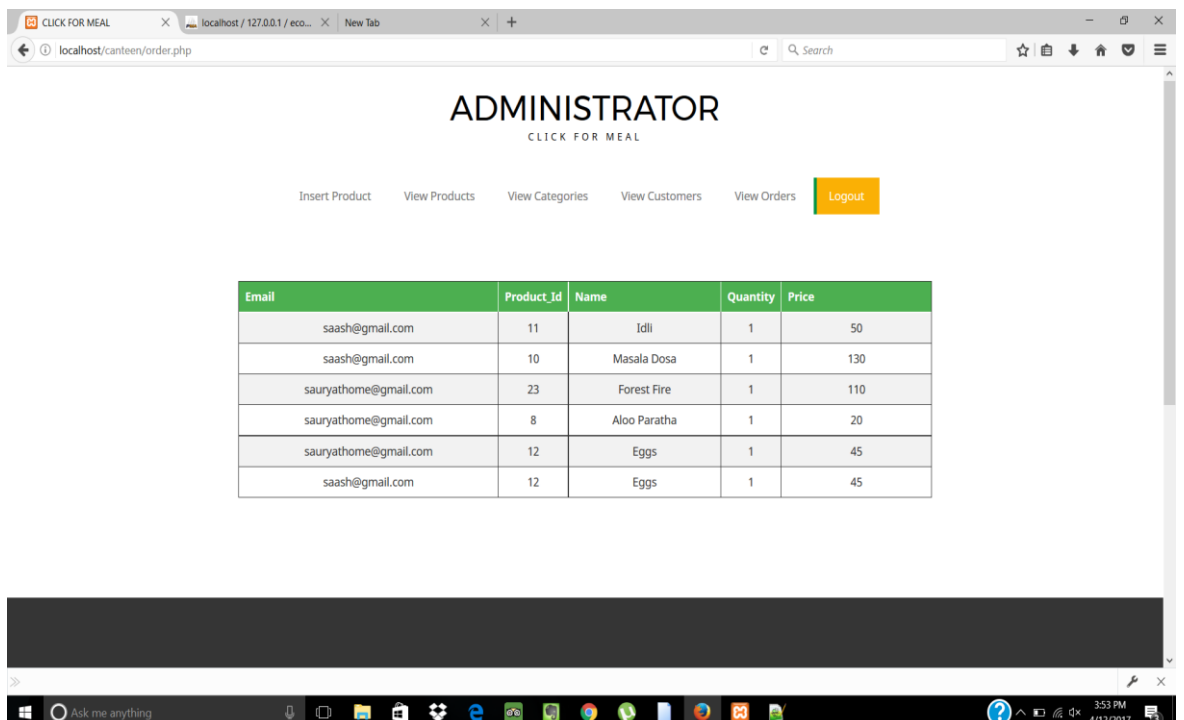 CLICK FOR MEAL
localhost / 127.0.0.1 / eco...
New Tab
localhost/canteen/order.php
Search
ADMINISTRATOR
CLICK FOR MEAL
Insert Product View Products View Categories View Customers View Orders Logout
Email Product_Id Name Quantity Price
saash@gmail.com 11 Idli 1 50
saash@gmail.com 10 Masala Dosa 1 130
sauryathome@gmail.com 23 Forest Fire 1 110
sauryathome@gmail.com 8 Aloo Paratha 1 20
sauryathome@gmail.com 12 Eggs 1 45
saash@gmail.com 12 Eggs 1 45
Ask me anything
3:53 PM